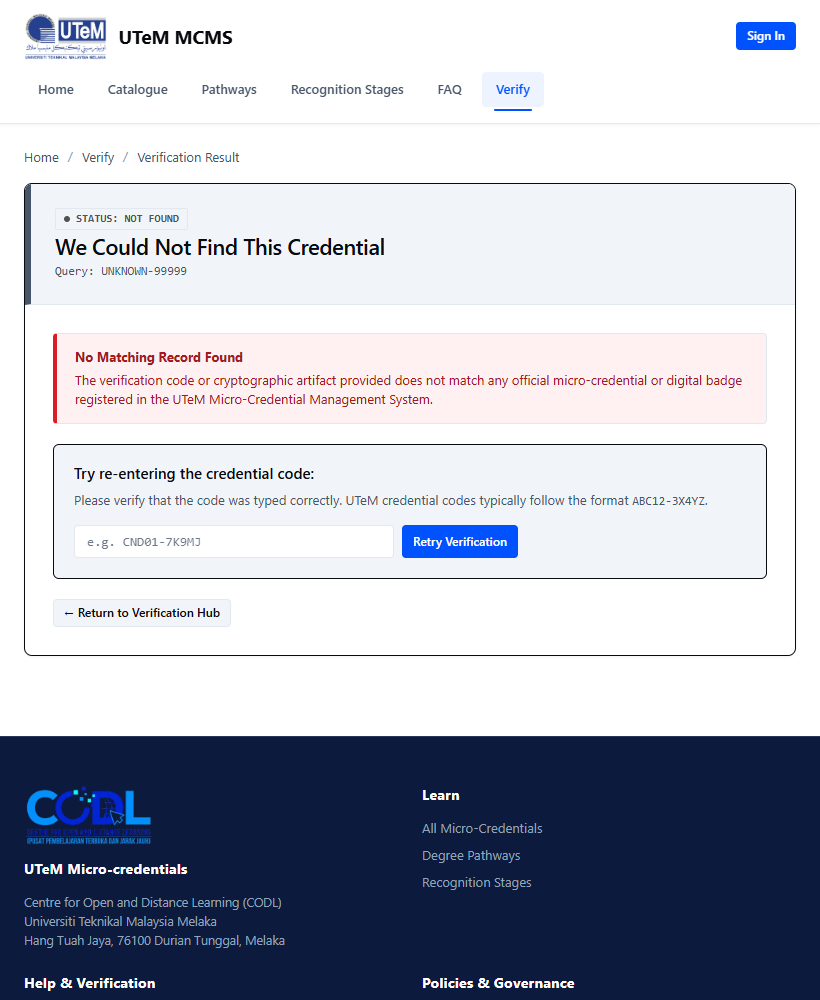 UTeM
UNIVERSITI TEKNIKAL MALAYSIA MELAKA
UTeM MCMS
Sign In
Home
Catalogue
Pathways
Recognition Stages
FAQ
Verify
Home / Verify / Verification Result
● STATUS: NOT FOUND
We Could Not Find This Credential
Query: UNKNOWN-99999
No Matching Record Found
The verification code or cryptographic artifact provided does not match any official micro-credential or digital badge
registered in the UTeM Micro-Credential Management System.
Try re-entering the credential code:
Please verify that the code was typed correctly. UTeM credential codes typically follow the format ABC12-3X4YZ.
e.g. CND01-7K9MJ
Retry Verification
← Return to Verification Hub
CODL
CENTRE FOR OPEN AND DISTANCE LEARNING
(PUSAT PEMBELAJARAN TERBUKA DAN JARAK JAUH)
UTeM Micro-credentials
Centre for Open and Distance Learning (CODL)
Universiti Teknikal Malaysia Melaka
Hang Tuah Jaya, 76100 Durian Tunggal, Melaka
Learn
All Micro-Credentials
Degree Pathways
Recognition Stages
Help & Verification
Policies & Governance